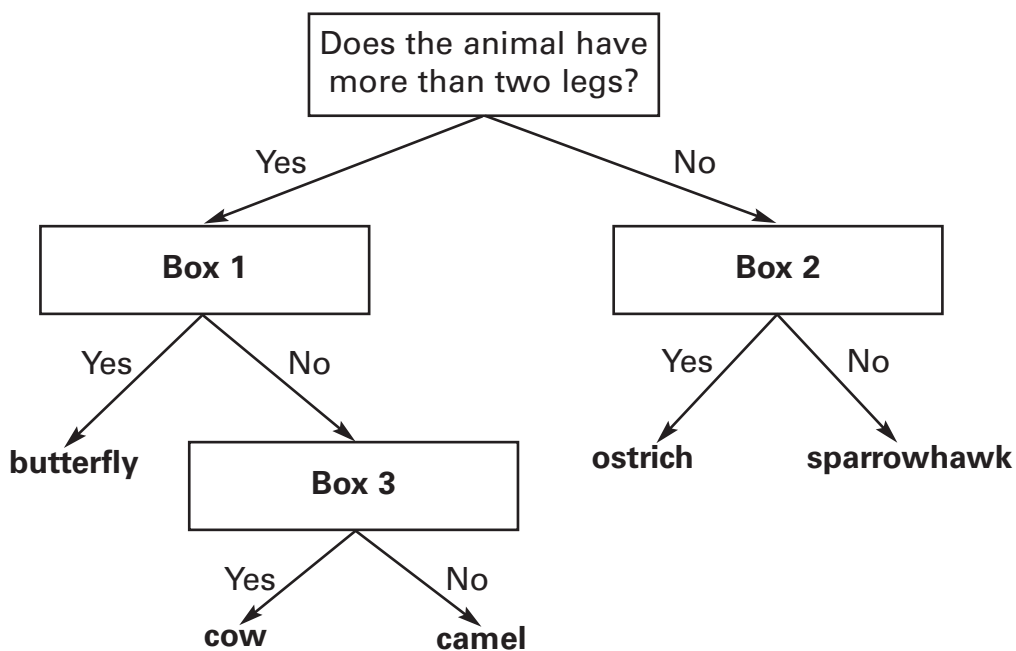 Does the animal have
more than two legs?
Yes
No
Box 1
Box 2
Yes
No
Yes
No
butterfly
Box 3
ostrich
sparrowhawk
Yes
No
cow
camel